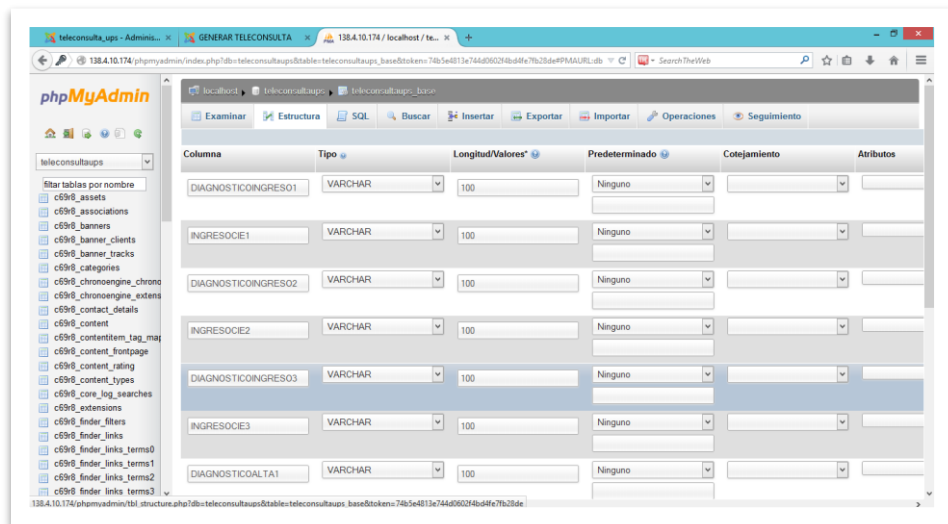 teleconsulta_ups - Adminis... ×
GENERAR TELECONSULTA ×
138.4.10.174 / localhost / te... ×
138.4.10.174/phpmyadmin/index.php?db=teleconsultaups&table=teleconsultaups_base&token=74b5e4813e744d0602f4bd4fe7fb28de#PMAURL:db
SearchTheWeb
phpMyAdmin
teleconsultaups
filtar tablas por nombre
c69r8_assets
c69r8_associations
c69r8_banners
c69r8_banner_clients
c69r8_banner_tracks
c69r8_categories
c69r8_chronoengine_chrono
c69r8_chronoengine_extens
c69r8_contact_details
c69r8_content
c69r8_contentitem_tag_map
c69r8_content_frontpage
c69r8_content_rating
c69r8_content_types
c69r8_core_log_searches
c69r8_extensions
c69r8_finder_filters
c69r8_finder_links
c69r8_finder_links_terms0
c69r8_finder_links_terms1
c69r8_finder_links_terms2
c69r8_finder_links_terms3
localhost ▸ teleconsultaups ▸ teleconsultaups_base
Examinar Estructura SQL Buscar Insertar Exportar Importar Operaciones Seguimiento
Columna Tipo Longitud/Valores* Predeterminado Cotejamiento Atributos
DIAGNOSTICOINGRESO1 VARCHAR 100 Ninguno
INGRESOCIE1 VARCHAR 100 Ninguno
DIAGNOSTICOINGRESO2 VARCHAR 100 Ninguno
INGRESOCIE2 VARCHAR 100 Ninguno
DIAGNOSTICOINGRESO3 VARCHAR 100 Ninguno
INGRESOCIE3 VARCHAR 100 Ninguno
DIAGNOSTICOALTA1 VARCHAR 100 Ninguno
138.4.10.174/phpmyadmin/tbl_structure.php?db=teleconsultaups&table=teleconsultaups_base&token=74b5e4813e744d0602f4bd4fe7fb28de